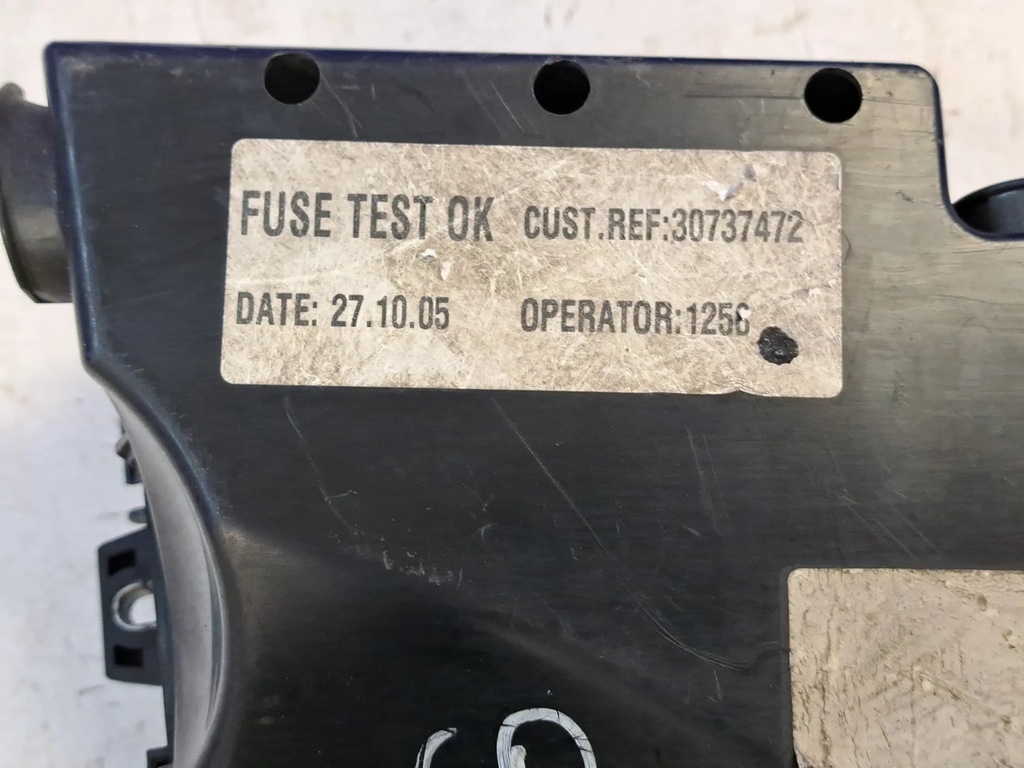 FUSE TEST OK CUST.REF:30737472
DATE: 27.10.05 OPERATOR:1256